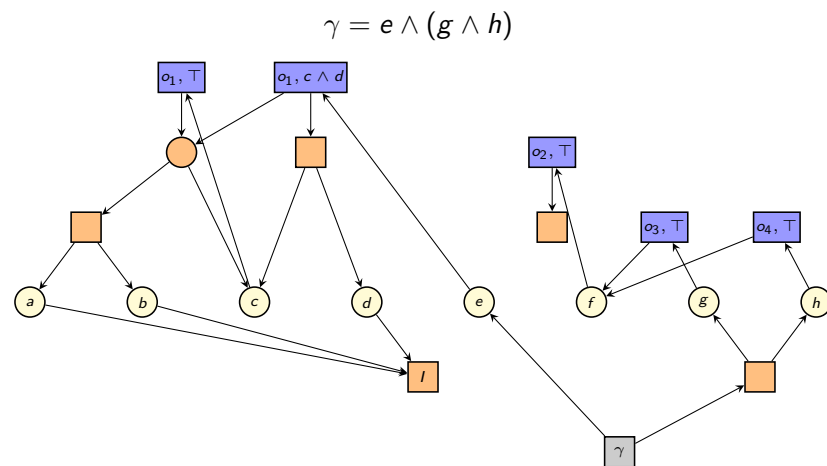 γ = e ∧ (g ∧ h)
o₁, ⊤ o₁, c ∧ d
o₂, ⊤
o₃, ⊤ o₄, ⊤
a b c d e f g h
I
γ